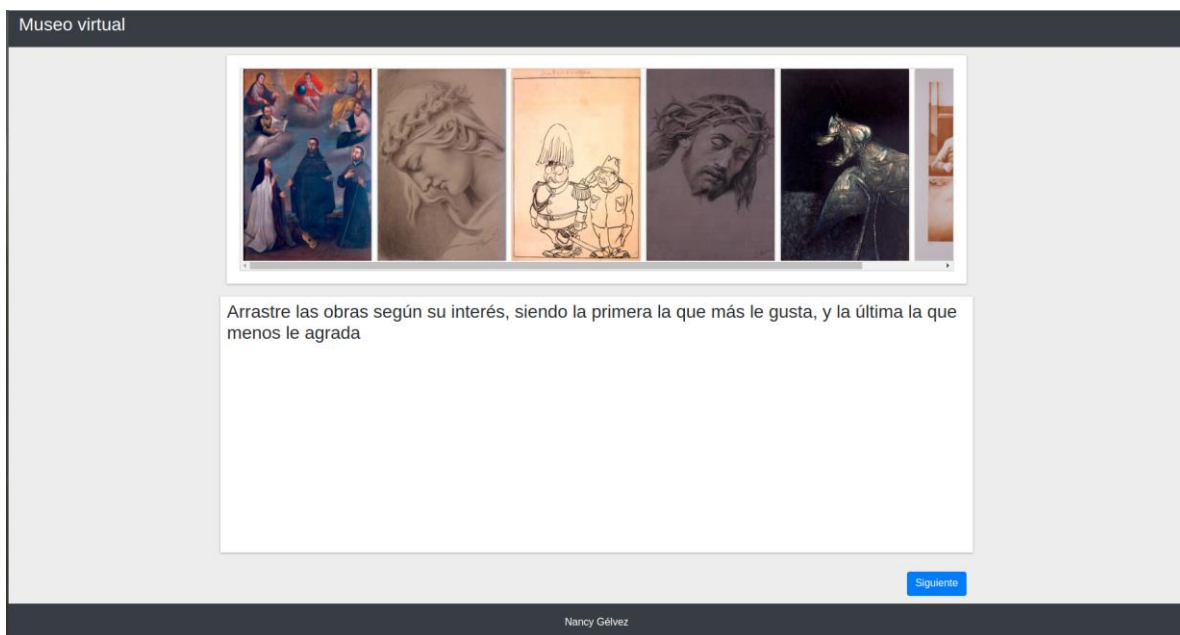 Museo virtual
Arrastre las obras según su interés, siendo la primera la que más le gusta, y la última la que
menos le agrada
Siguiente
Nancy Gélvez